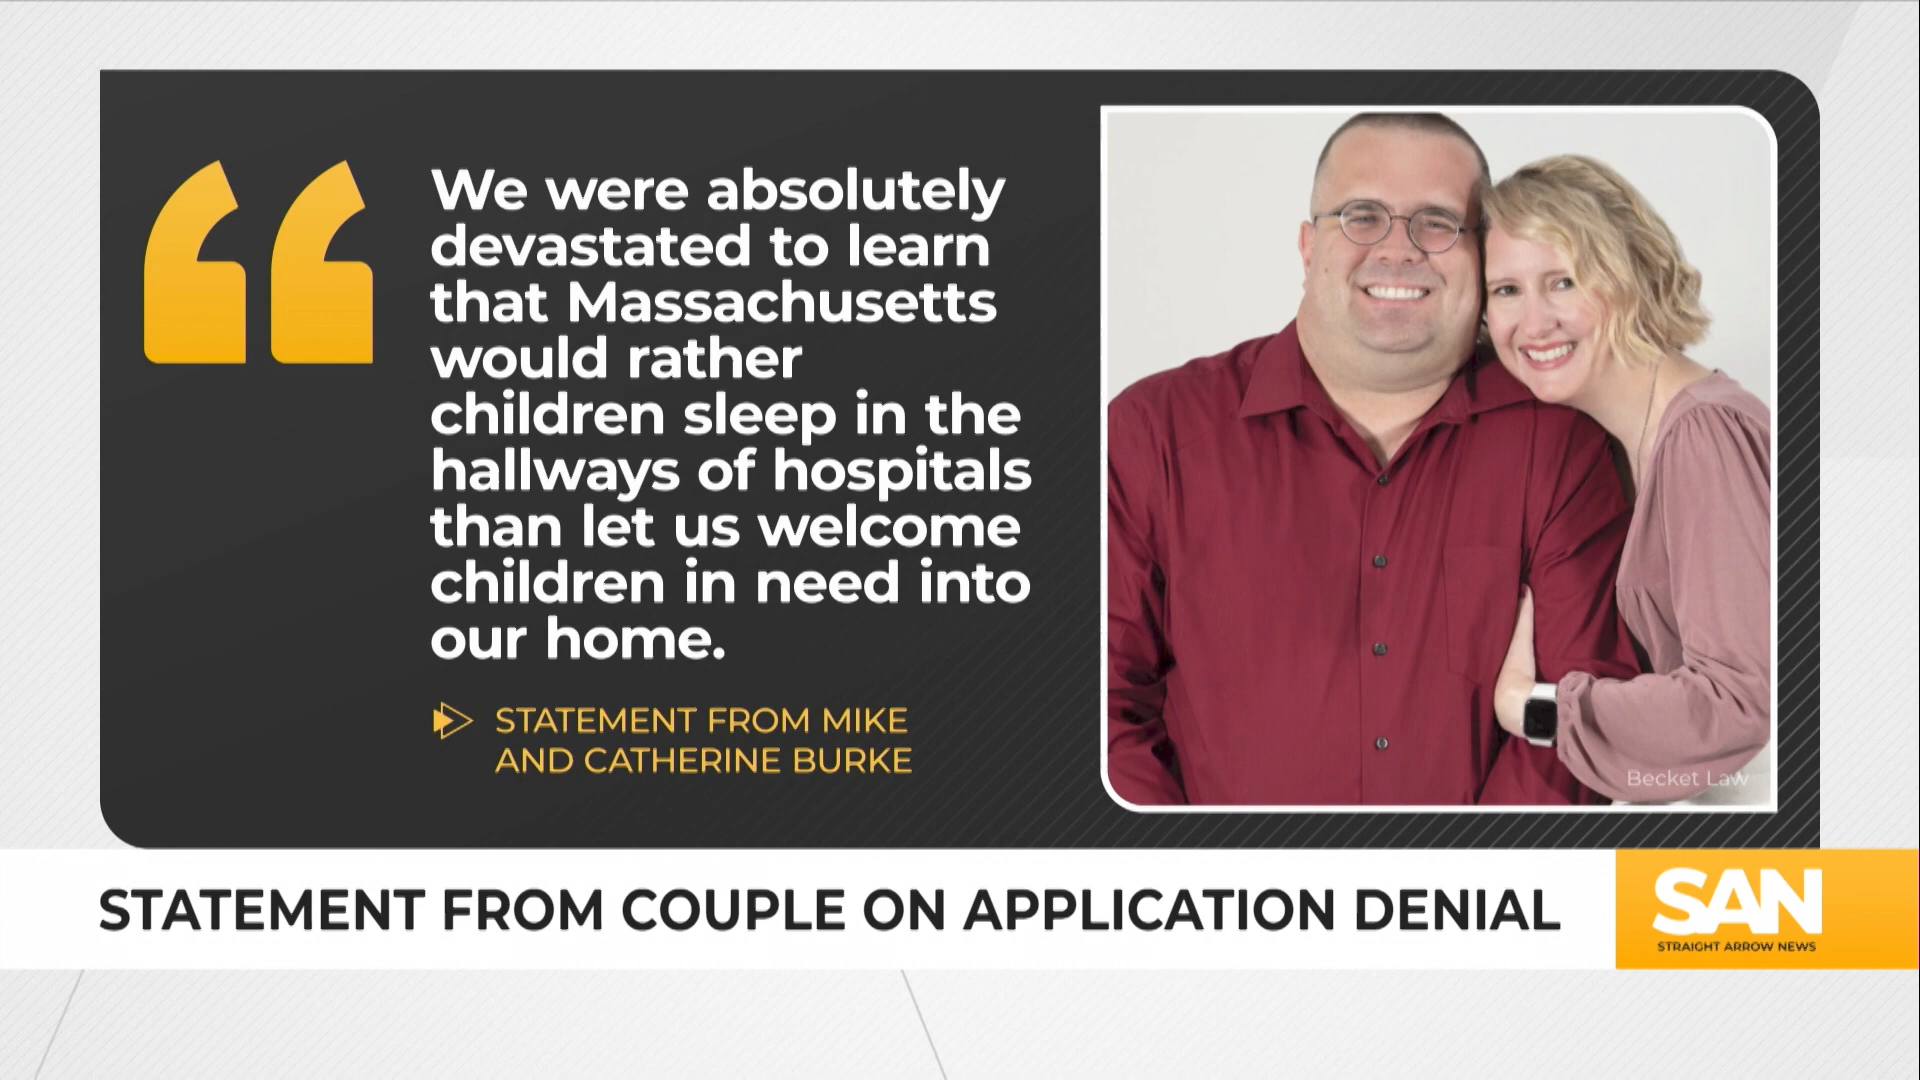 We were absolutely
devastated to learn
that Massachusetts
would rather
children sleep in the
hallways of hospitals
than let us welcome
children in need into
our home.
STATEMENT FROM MIKE
AND CATHERINE BURKE
Becket Law
STATEMENT FROM COUPLE ON APPLICATION DENIAL
SAN
STRAIGHT ARROW NEWS